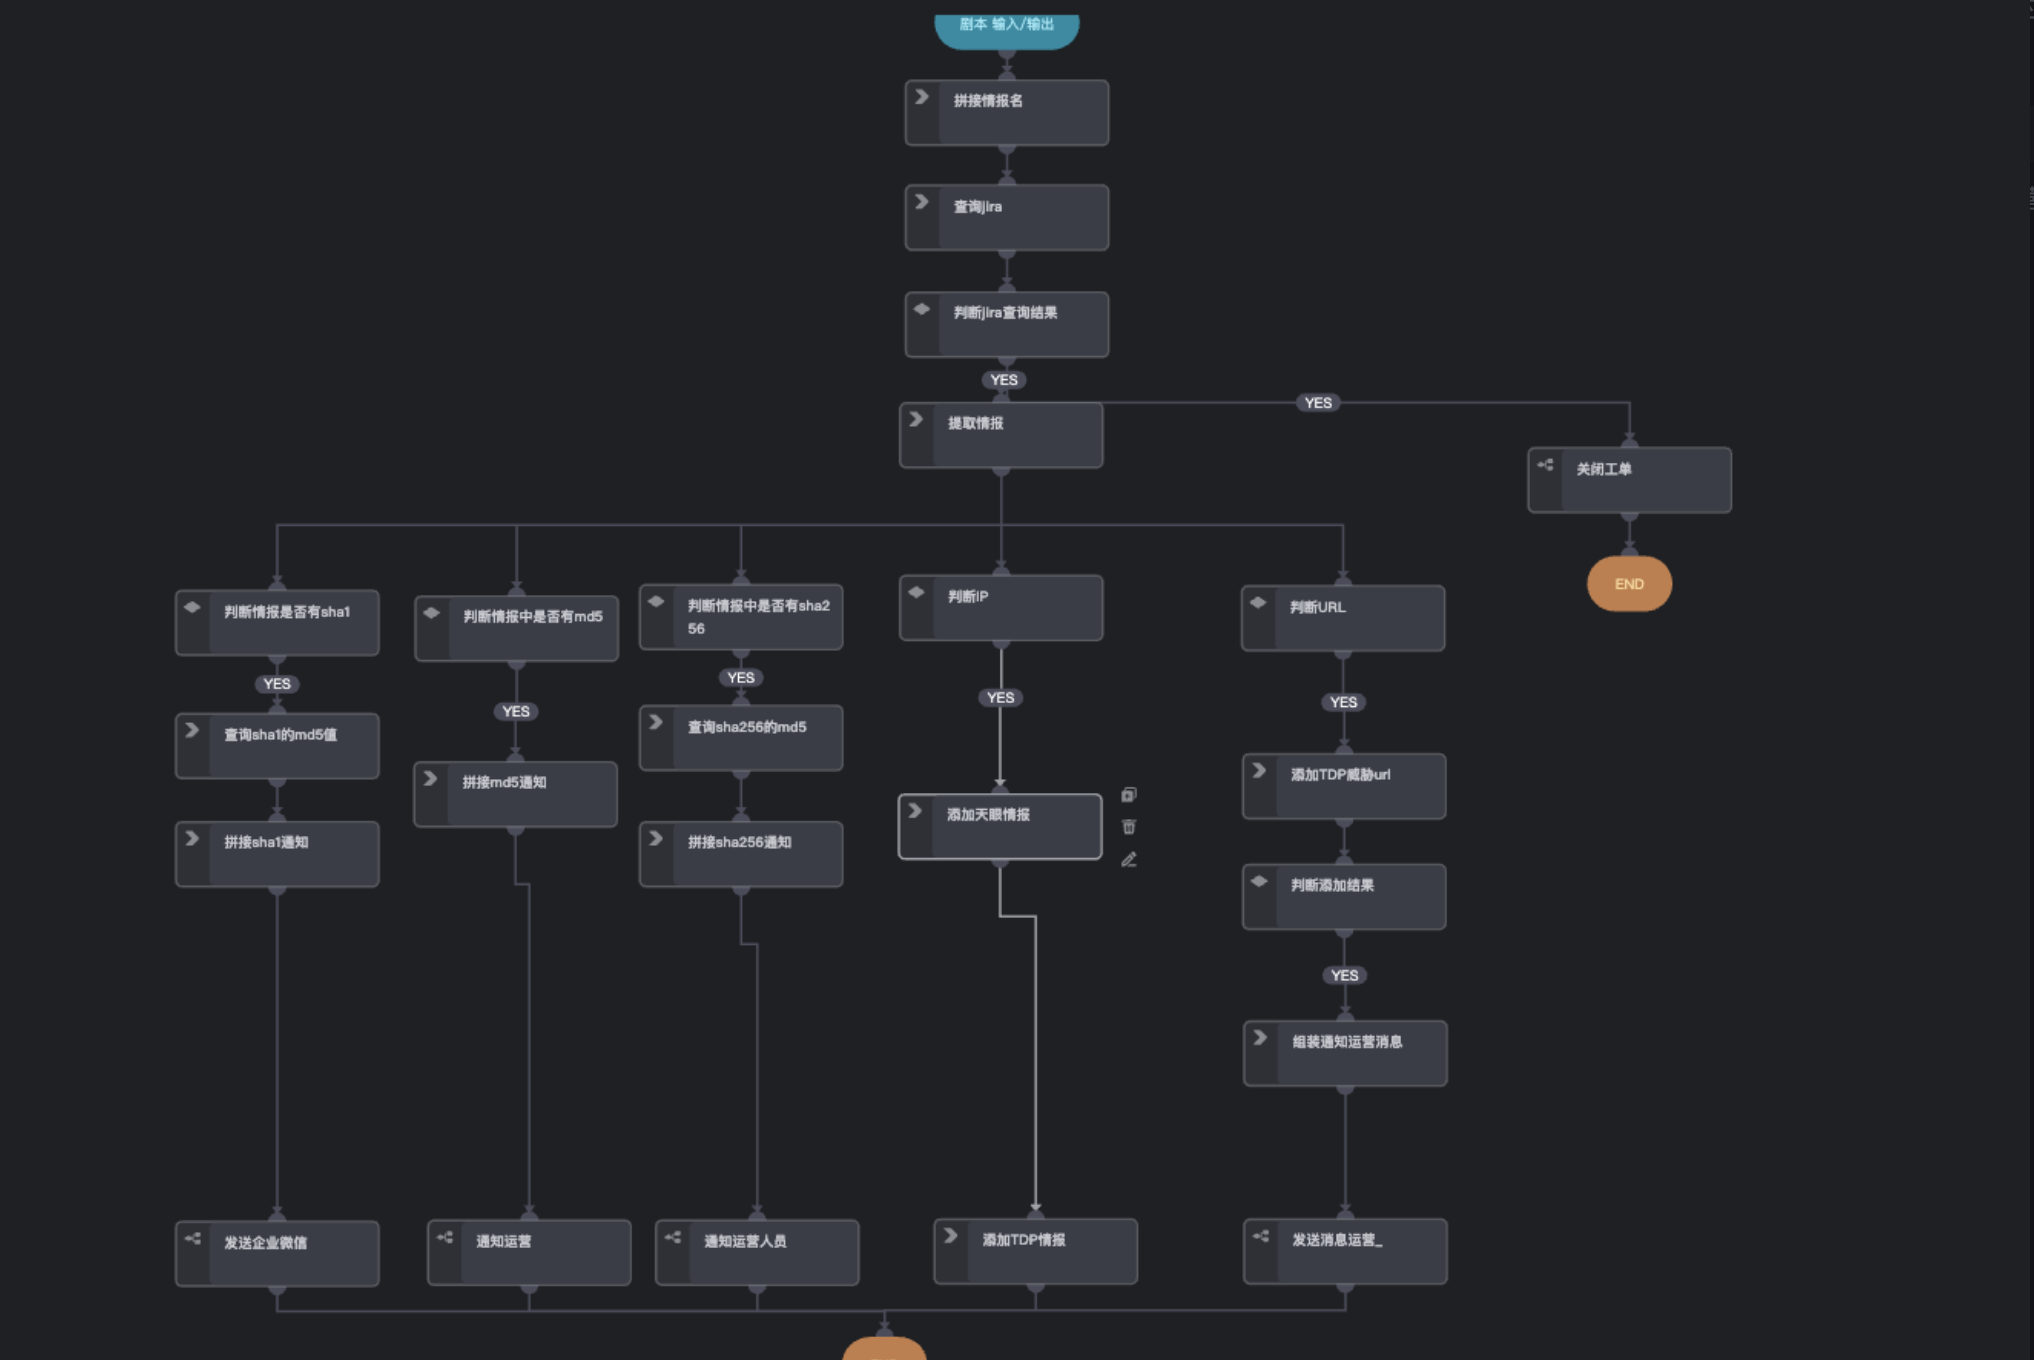 剧本 输入/输出
拼接情报名
查询jira
判断jira查询结果
YES
提取情报
YES
关闭工单
END
判断情报是否有sha1
判断情报中是否有md5
判断情报中是否有sha2
56
判断IP
判断URL
YES
YES
YES
YES
YES
查询sha1的md5值
拼接md5通知
查询sha256的md5
添加天眼情报
添加TDP威胁url
拼接sha1通知
拼接sha256通知
判断添加结果
YES
组装通知运营消息
发送企业微信
通知运营
通知运营人员
添加TDP情报
发送消息运营_